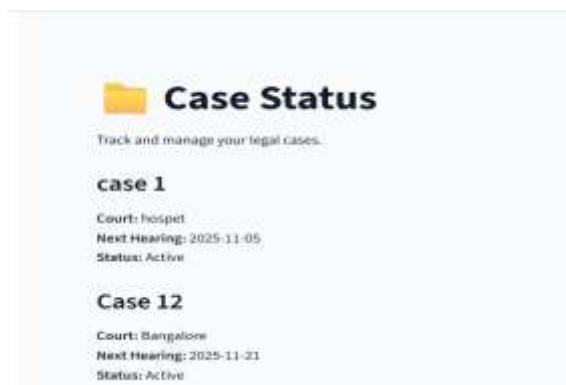 Case Status
Track and manage your legal cases.
case 1
Court: hospet
Next Hearing: 2025-11-05
Status: Active
Case 12
Court: Bangalore
Next Hearing: 2025-11-21
Status: Active